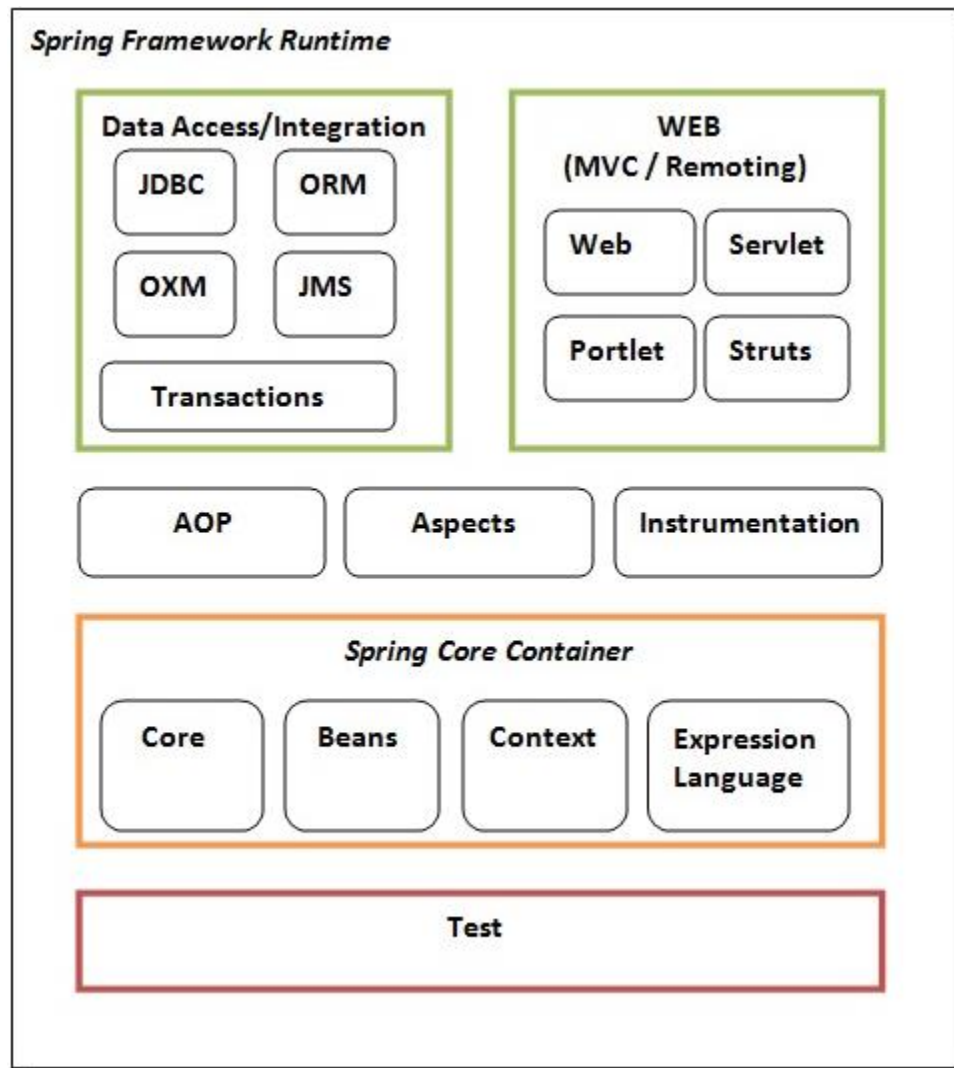 Spring Framework Runtime
Data Access/Integration
JDBC
ORM
OXM
JMS
Transactions
WEB
(MVC / Remoting)
Web
Servlet
Portlet
Struts
AOP
Aspects
Instrumentation
Spring Core Container
Core
Beans
Context
Expression
Language
Test